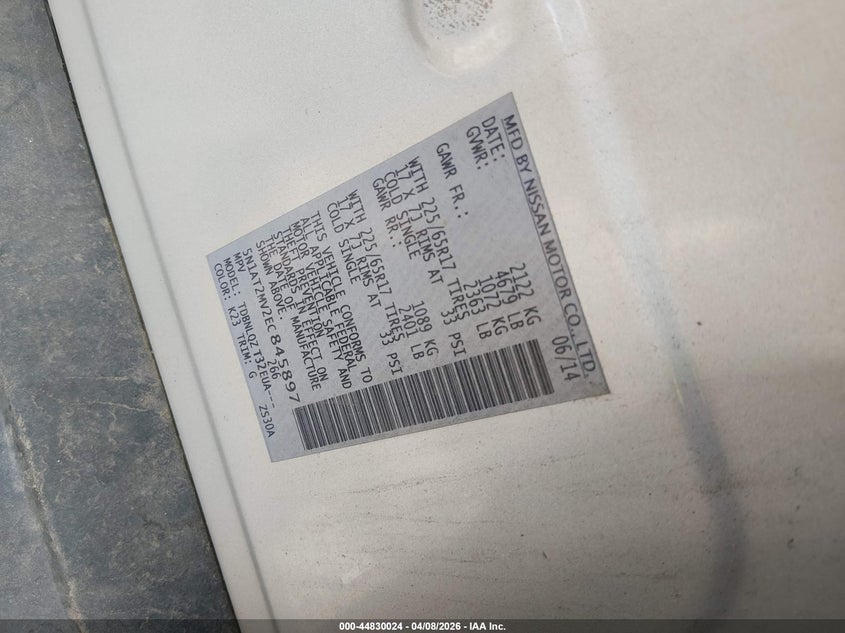 MFD BY NISSAN MOTOR CO., LTD.
DATE: 06/14
GVWR: 2122 KG
4679 LB
GAWR FR.: 1072 KG
2363 LB
WITH 225/65R17 TIRES
17 X 7J RIMS AT 33 PSI
COLD SINGLE
GAWR RR.: 1089 KG
2401 LB
WITH 225/65R17 TIRES
17 X 7J RIMS AT 33 PSI
COLD SINGLE
THIS VEHICLE CONFORMS TO
ALL APPLICABLE FEDERAL
MOTOR VEHICLE SAFETY AND
THEFT PREVENTION
STANDARDS IN EFFECT ON
THE DATE OF MANUFACTURE
SHOWN ABOVE.
266
5N1AT2MV2EC845897
MPV
MODEL: TDBNLQZ T32EUA--- ZS30A
COLOR: K23 TRIM: G
000-44830024 - 04/08/2026 - IAA Inc.